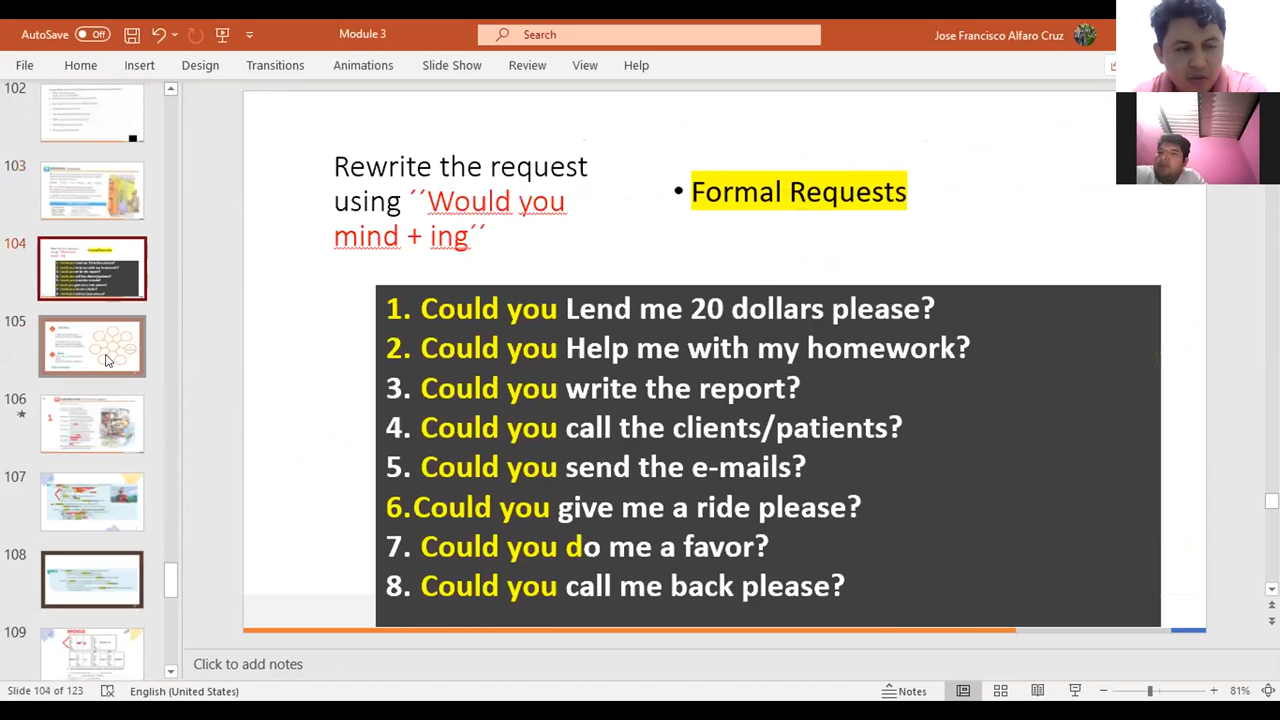 AutoSave Off
Module 3
Search
Jose Francisco Alfaro Cruz
File Home Insert Design Transitions Animations Slide Show Review View Help
102
103
104
105
106
107
108
109
Rewrite the request
using ´´Would you
mind + ing´´
• Formal Requests
1. Could you Lend me 20 dollars please?
2. Could you Help me with my homework?
3. Could you write the report?
4. Could you call the clients/patients?
5. Could you send the e-mails?
6.Could you give me a ride please?
7. Could you do me a favor?
8. Could you call me back please?
Click to add notes
Slide 104 of 123 English (United States) Notes 81%